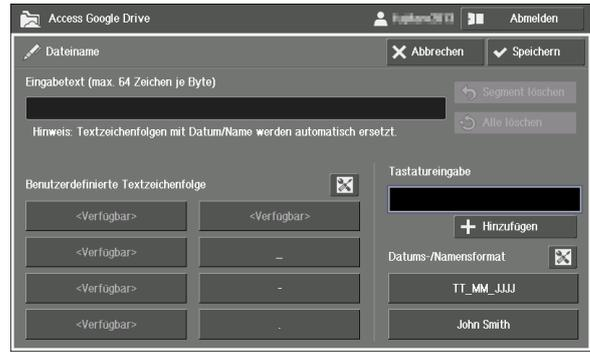 Access Google Drive
Abmelden
Dateiname
Abbrechen
Speichern
Eingabetext (max. 64 Zeichen je Byte)
Segment löschen
Alle löschen
Hinweis: Textzeichenfolgen mit Datum/Name werden automatisch ersetzt.
Tastatureingabe
Benutzerdefinierte Textzeichenfolge
<Verfügbar>
<Verfügbar>
Hinzufügen
<Verfügbar>
_
Datums-/Namensformat
<Verfügbar>
-
TT_MM_JJJJ
<Verfügbar>
.
John Smith